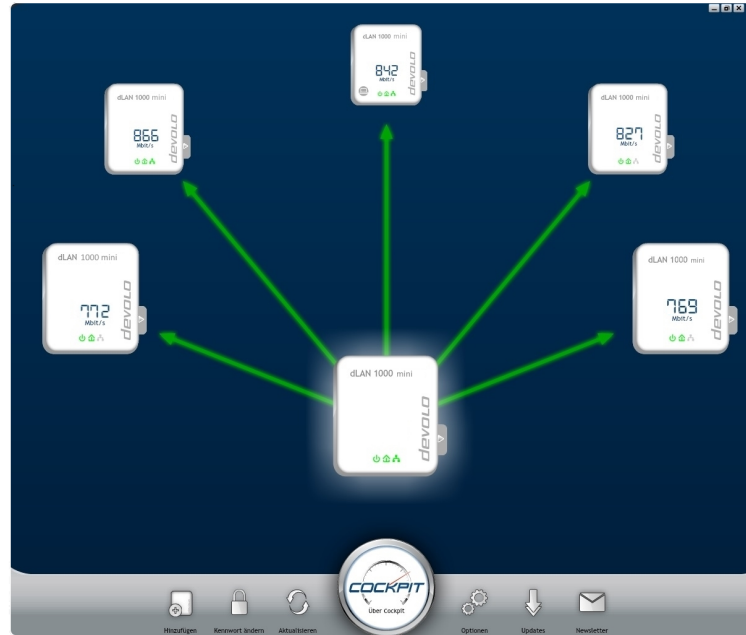 dLAN 1000 mini
842
Mbit/s
devolo
dLAN 1000 mini
866
Mbit/s
devolo
dLAN 1000 mini
827
Mbit/s
devolo
dLAN 1000 mini
772
Mbit/s
devolo
dLAN 1000 mini
769
Mbit/s
devolo
dLAN 1000 mini
devolo
COCKPIT
Über Cockpit
Hinzufügen
Kennwort ändern
Aktualisieren
Optionen
Updates
Newsletter